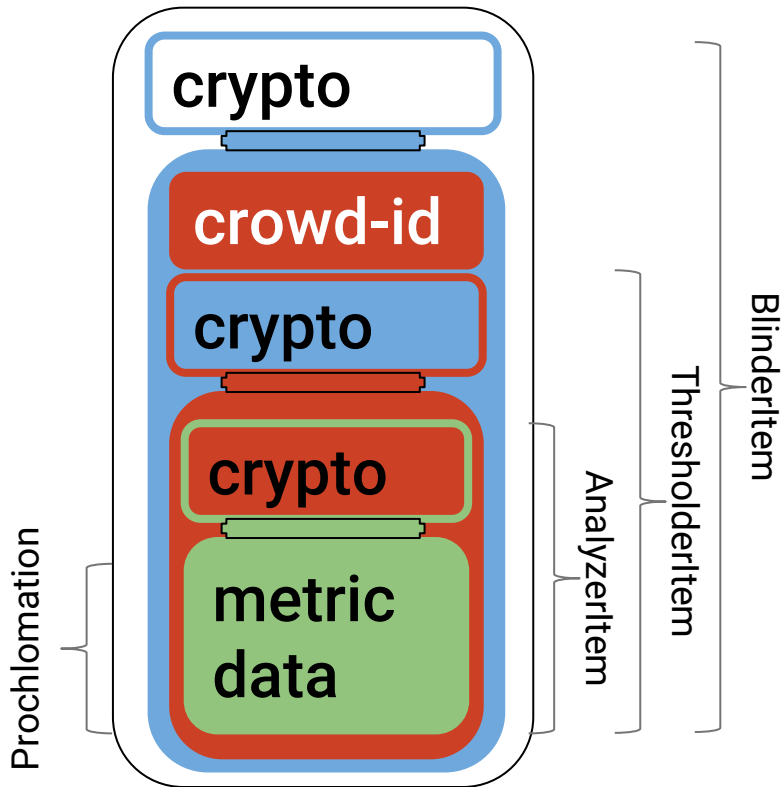 crypto
crowd-id
crypto
crypto
metric
data
Prochlomation
AnalyzerItem
ThresholderItem
BlinderItem